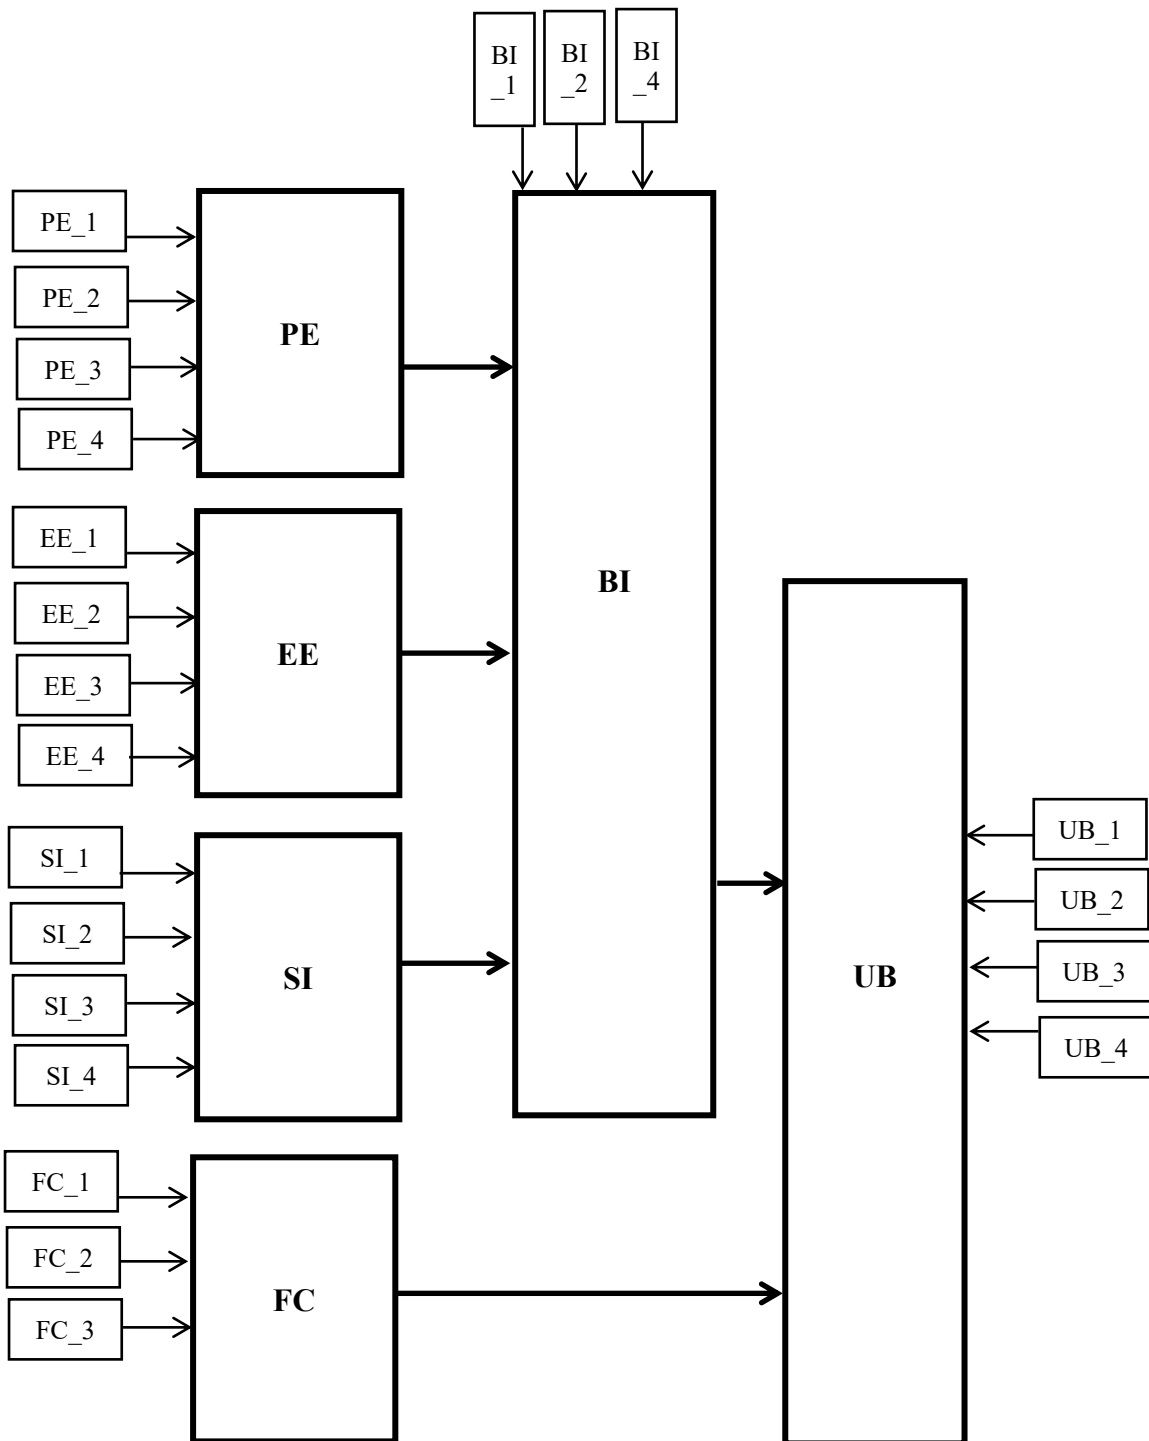 BI
_1
BI
_2
BI
_4
PE_1
PE_2
PE_3
PE_4
PE
EE_1
EE_2
EE_3
EE_4
EE
BI
SI_1
SI_2
SI_3
SI_4
SI
UB
UB_1
UB_2
UB_3
UB_4
FC_1
FC_2
FC_3
FC